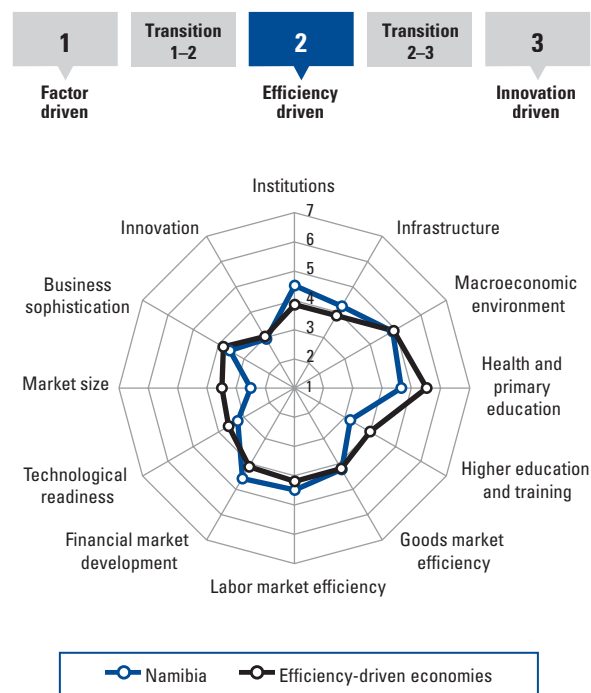 1
Transition
1–2
2
Transition
2–3
3
Factor
driven
Efficiency
driven
Innovation
driven
Institutions
Innovation
7
Infrastructure
6
Business
sophistication
5
Macroeconomic
environment
4
3
Market size
2
1
Health and
primary
education
Technological
readiness
Higher education
and training
Financial market
development
Goods market
efficiency
Labor market efficiency
Namibia
Efficiency-driven economies